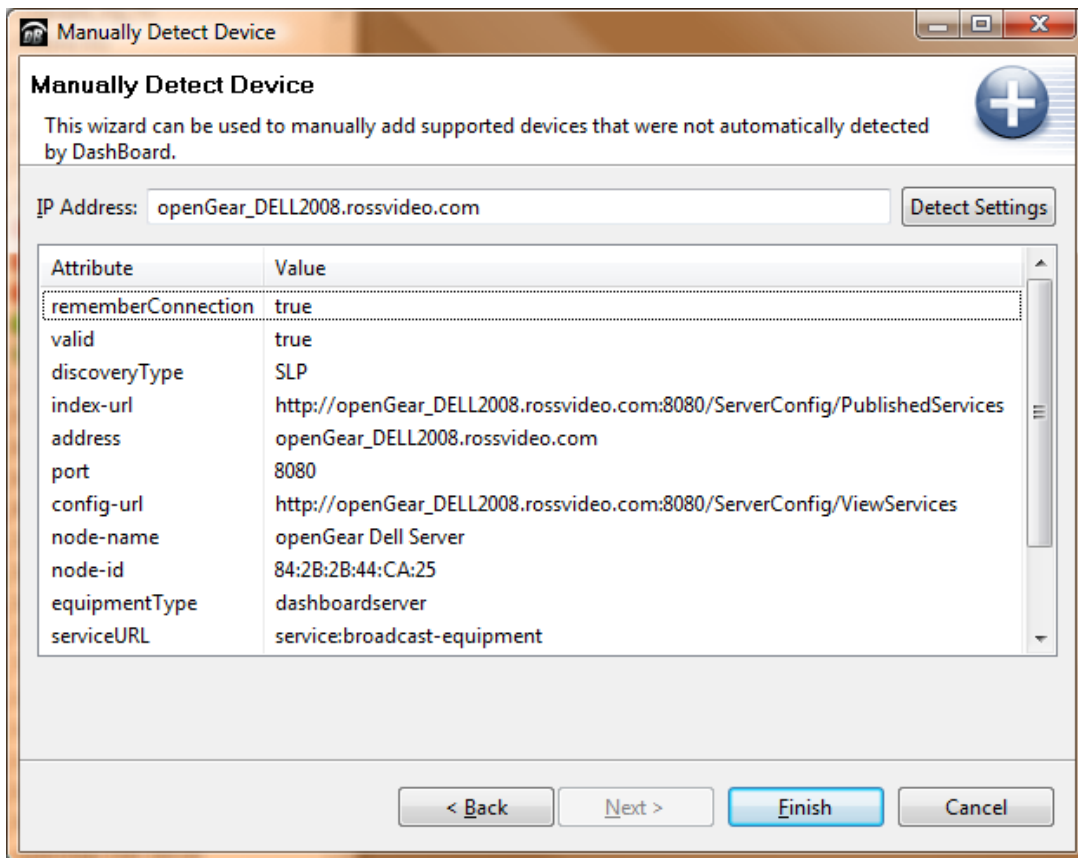 DB Manually Detect Device
Manually Detect Device
This wizard can be used to manually add supported devices that were not automatically detected
by DashBoard.
IP Address: openGear_DELL2008.rossvideo.com Detect Settings
Attribute Value
rememberConnection true
valid true
discoveryType SLP
index-url http://openGear_DELL2008.rossvideo.com:8080/ServerConfig/PublishedServices
address openGear_DELL2008.rossvideo.com
port 8080
config-url http://openGear_DELL2008.rossvideo.com:8080/ServerConfig/ViewServices
node-name openGear Dell Server
node-id 84:2B:2B:44:CA:25
equipmentType dashboardserver
serviceURL service:broadcast-equipment
< Back Next > Finish Cancel